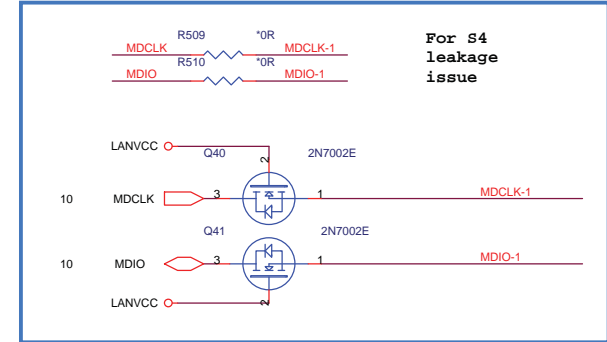 R509 *0R
MDCLK MDCLK-1
R510 *0R
MDIO MDIO-1
For S4
leakage
issue
LANVCC
Q40 2N7002E
2
10 MDCLK 3 1 MDCLK-1
Q41 2N7002E
10 MDIO 3 1 MDIO-1
LANVCC 2